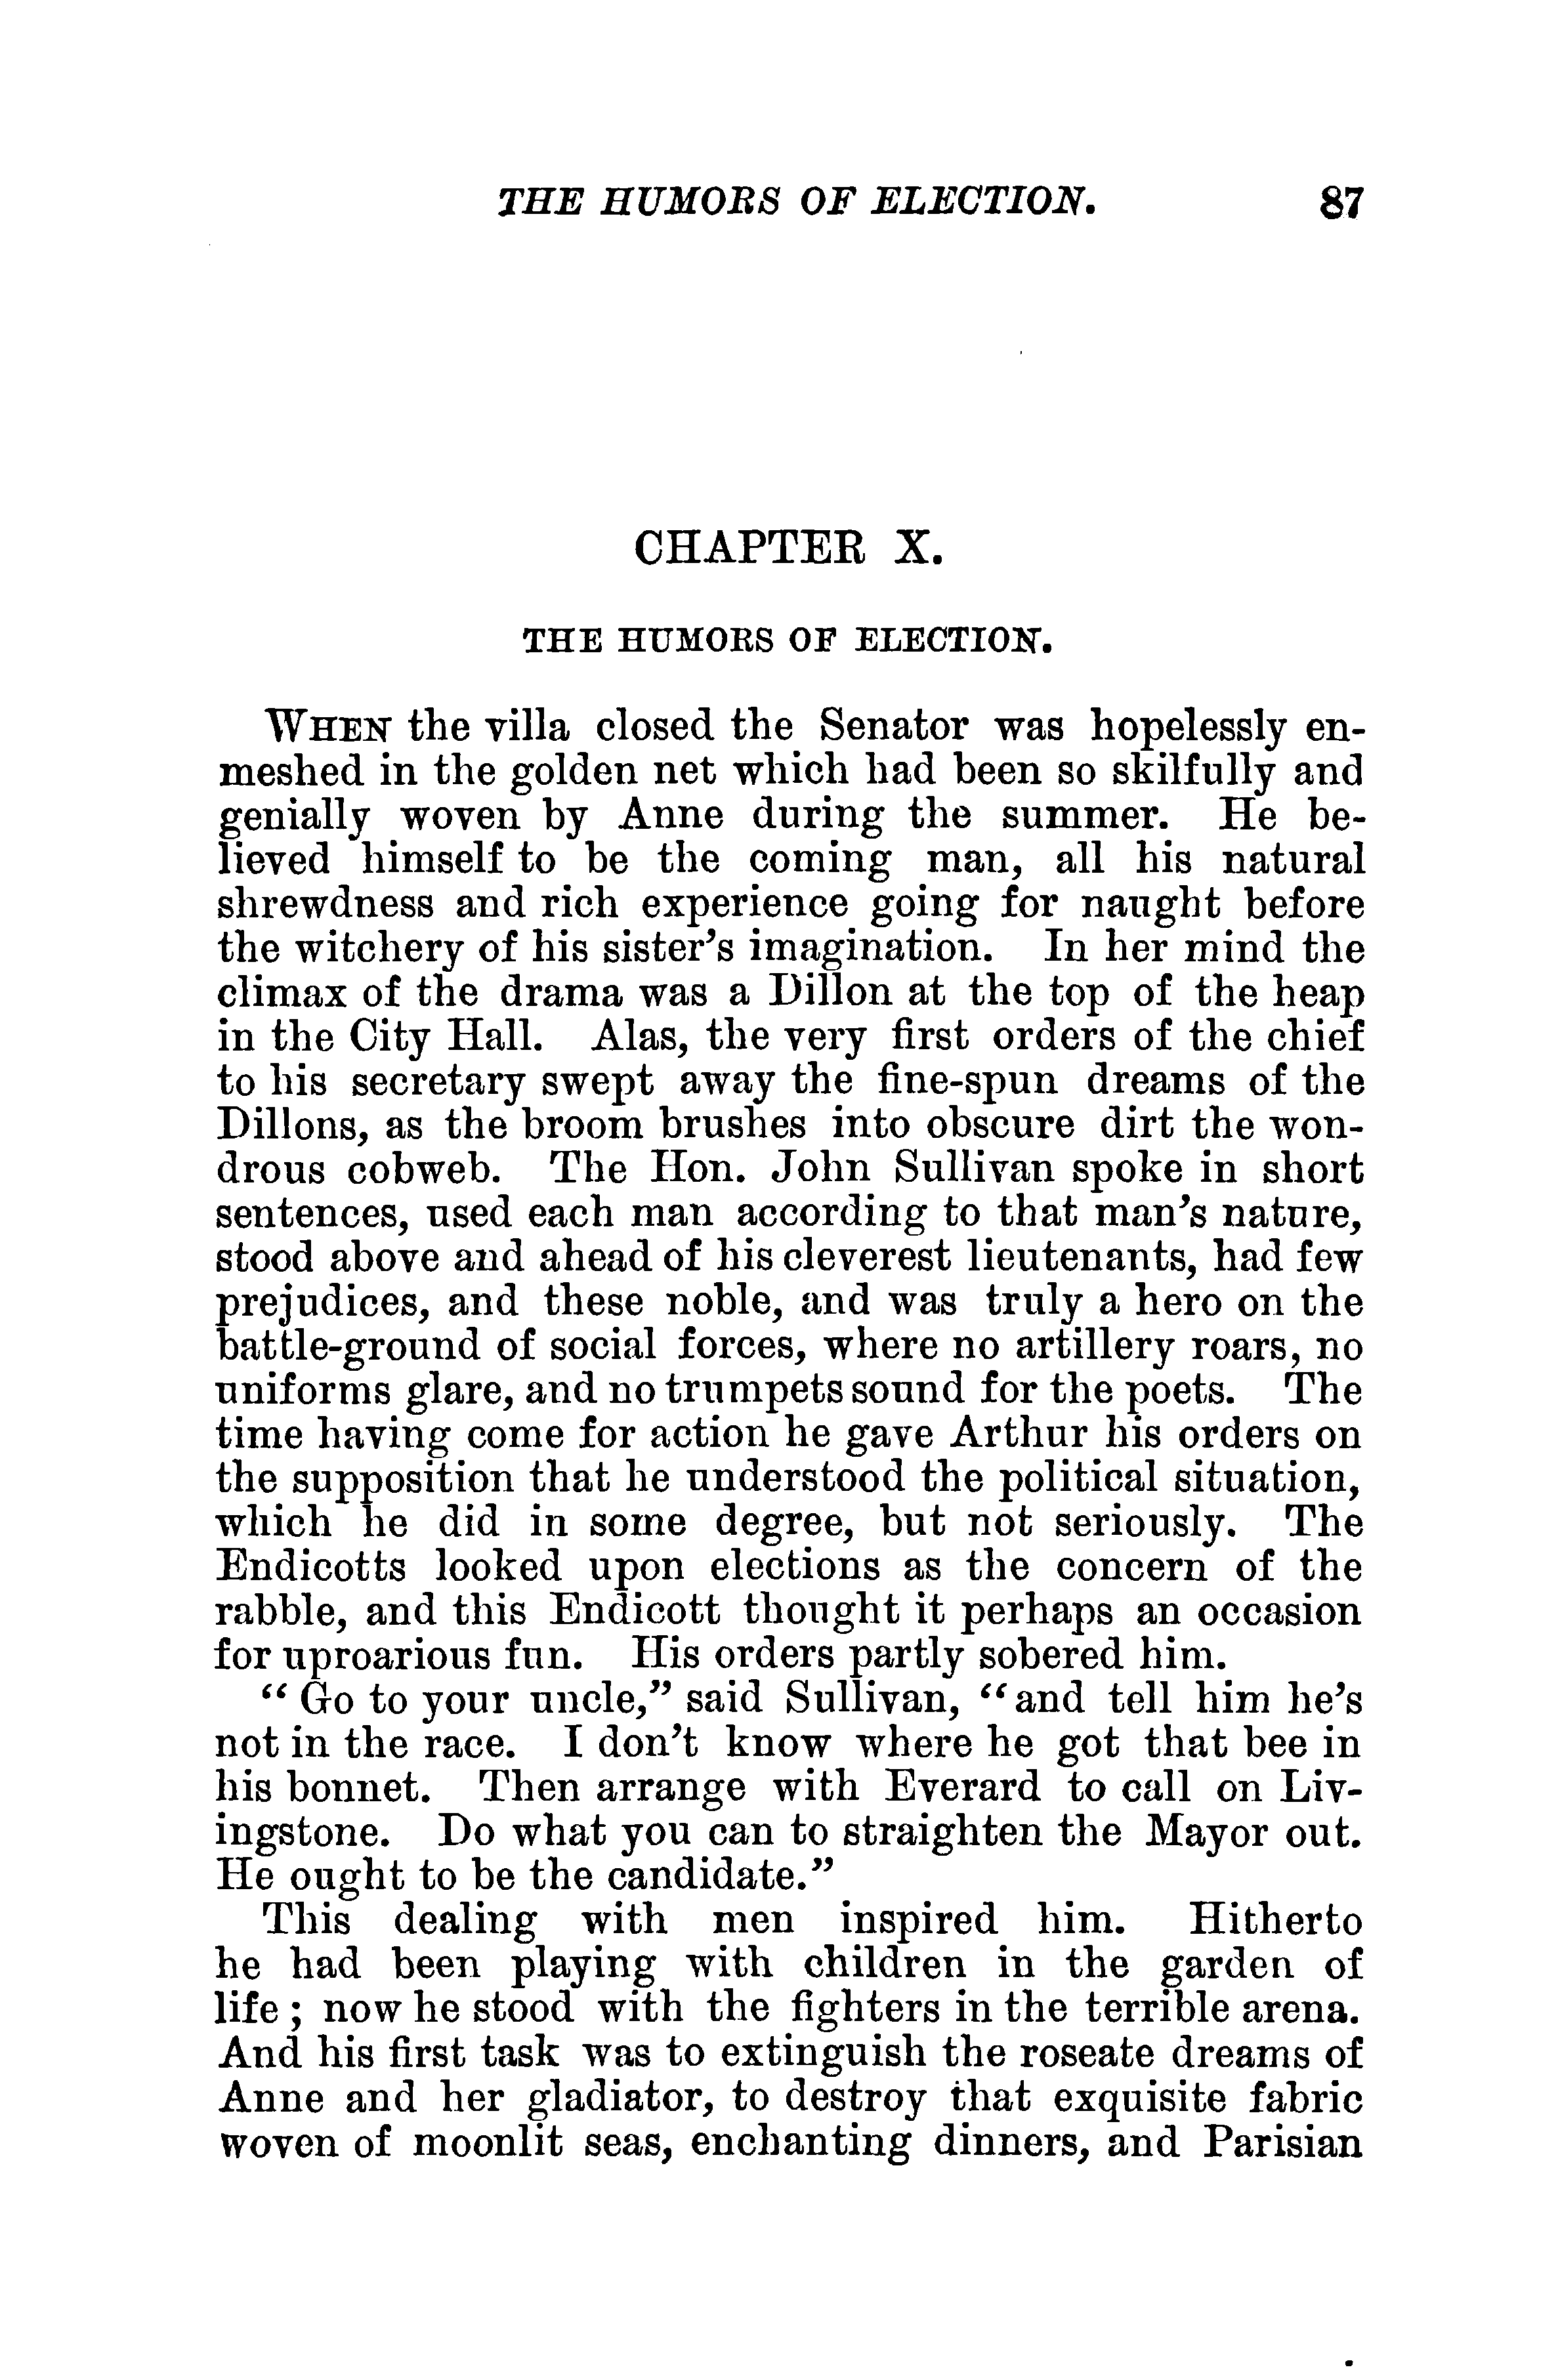 THE HUMORS OF ELECTION. 87
CHAPTER X.
THE HUMORS OF ELECTION.
WHEN the villa closed the Senator was hopelessly en-
meshed in the golden net which had been so skilfully and
genially woven by Anne during the summer. He be-
lieved himself to be the coming man, all his natural
shrewdness and rich experience going for naught before
the witchery of his sister's imagination. In her mind the
climax of the drama was a Dillon at the top of the heap
in the City Hall. Alas, the very first orders of the chief
to his secretary swept away the fine-spun dreams of the
Dillons, as the broom brushes into obscure dirt the won-
drous cobweb. The Hon. John Sullivan spoke in short
sentences, used each man according to that man's nature,
stood above and ahead of his cleverest lieutenants, had few
prejudices, and these noble, and was truly a hero on the
battle-ground of social forces, where no artillery roars, no
uniforms glare, and no trumpets sound for the poets. The
time having come for action he gave Arthur his orders on
the supposition that he understood the political situation,
which he did in some degree, but not seriously. The
Endicotts looked upon elections as the concern of the
rabble, and this Endicott thought it perhaps an occasion
for uproarious fun. His orders partly sobered him.
"Go to your uncle," said Sullivan, "and tell him he's
not in the race. I don't know where he got that bee in
his bonnet. Then arrange with Everard to call on Liv-
ingstone. Do what you can to straighten the Mayor out.
He ought to be the candidate."
This dealing with men inspired him. Hitherto
he had been playing with children in the garden of
life; now he stood with the fighters in the terrible arena.
And his first task was to extinguish the roseate dreams of
Anne and her gladiator, to destroy that exquisite fabric
woven of moonlit seas, enchanting dinners, and Parisian